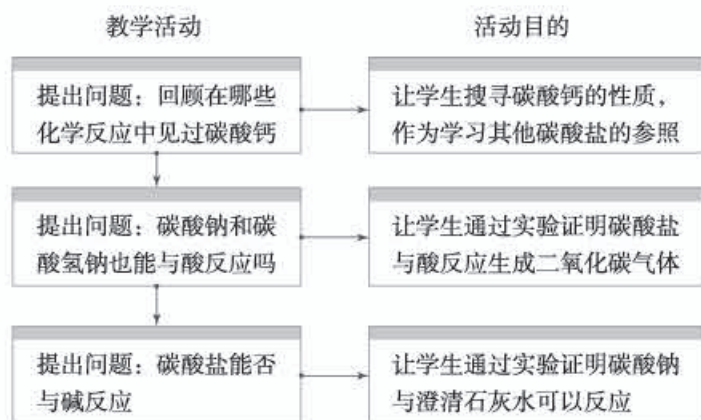 教学活动
活动目的
提出问题：回顾在哪些
化学反应中见过碳酸钙
让学生搜寻碳酸钙的性质，
作为学习其他碳酸盐的参照
提出问题：碳酸钠和碳
酸氢钠也能与酸反应吗
让学生通过实验证明碳酸盐
与酸反应生成二氧化碳气体
提出问题：碳酸盐能否
与碱反应
让学生通过实验证明碳酸钠
与澄清石灰水可以反应